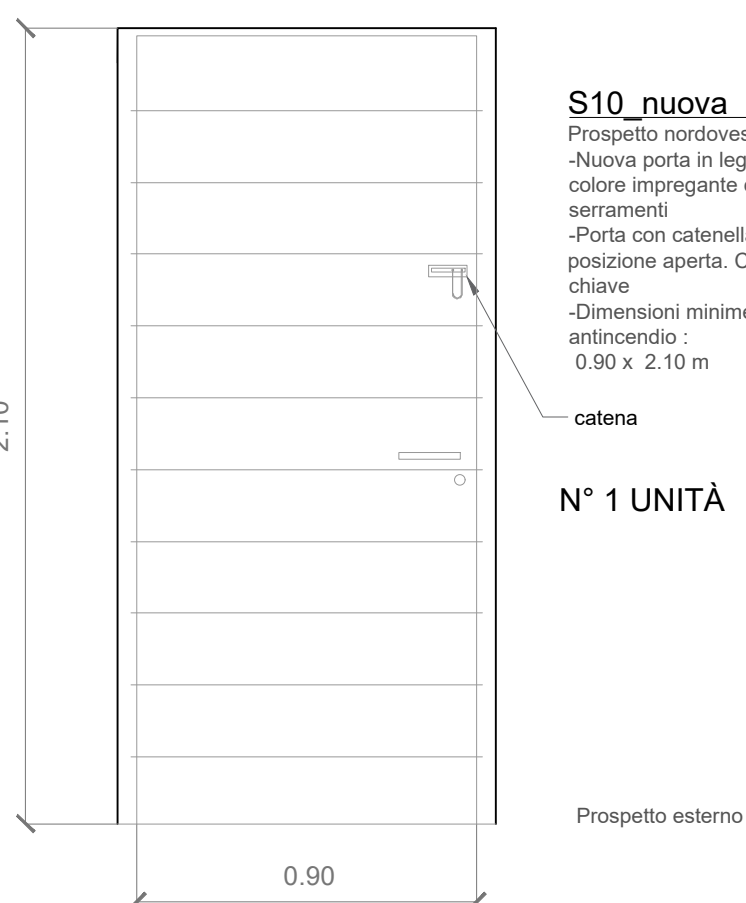 S10_nuova
Prospetto nordoves
-Nuova porta in leg
colore impregante
serramenti
-Porta con catenella
posizione aperta. C
chiave
-Dimensioni minime
antincendio :
0.90 x 2.10 m
catena
N° 1 UNITÀ
2.10
Prospetto esterno
0.90